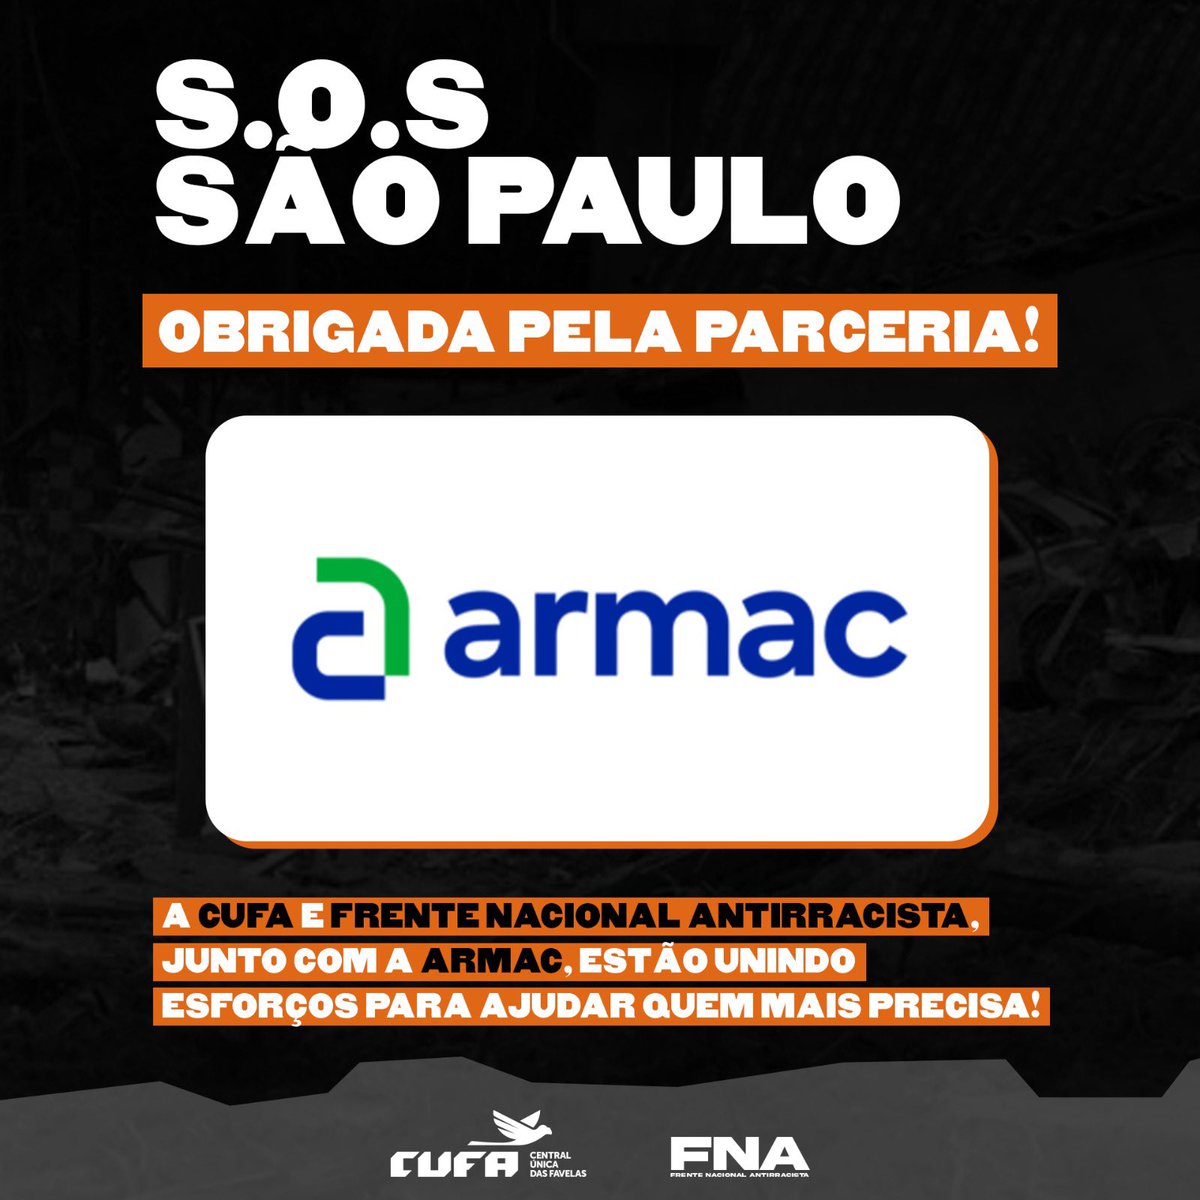 S.O.S
SÃO PAULO
OBRIGADA PELA PARCERIA!
a armac
A CUFA E FRENTE NACIONAL ANTIRRACISTA,
JUNTO COM A ARMAC, ESTÃO UNINDO
ESFORÇOS PARA AJUDAR QUEM MAIS PRECISA!
CUFA
CENTRAL
ÚNICA
DAS FAVELAS
FNA
FRENTE NACIONAL ANTIRRACISTA